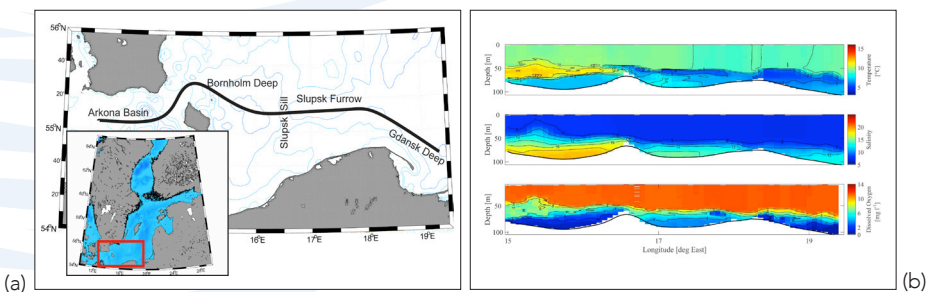 56°N
20'
55°N
40'
20'
54°N
16°E
17°E
18°E
19°E
Arkona Basin
Bornholm Deep
Slupsk Sill
Slupsk Furrow
Gdansk Deep
(a)
0
50
100
Depth [m]
15
10
5
Temperature
[°C]
0
50
100
Depth [m]
20
15
10
5
Salinity
0
50
100
Depth [m]
14
12
10
8
6
4
2
0
Dissolved Oxygen
[mg l⁻¹]
15
17
19
Longitude [deg East]
(b)